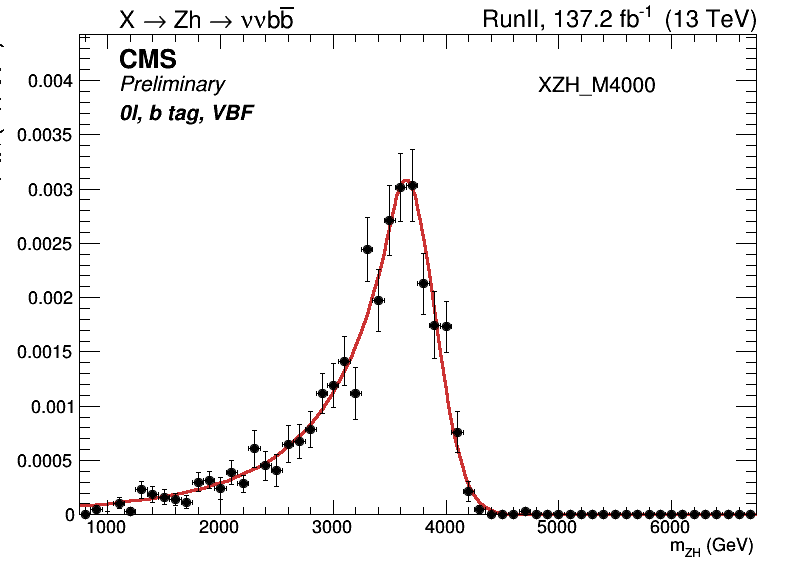 X → Zh → ννbb̅
RunII, 137.2 fb⁻¹ (13 TeV)
CMS
Preliminary
0l, b tag, VBF
XZH_M4000
0.004
0.0035
0.003
0.0025
0.002
0.0015
0.001
0.0005
0
1000 2000 3000 4000 5000 6000
m_ZH (GeV)